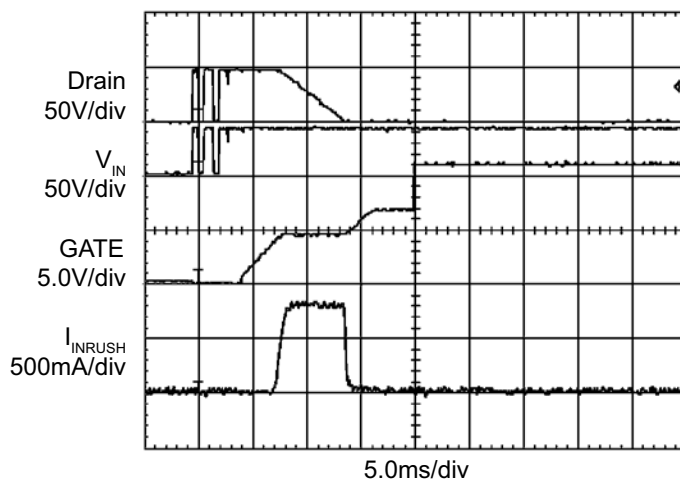 Drain
50V/div
V_IN
50V/div
GATE
5.0V/div
I_INRUSH
500mA/div
5.0ms/div